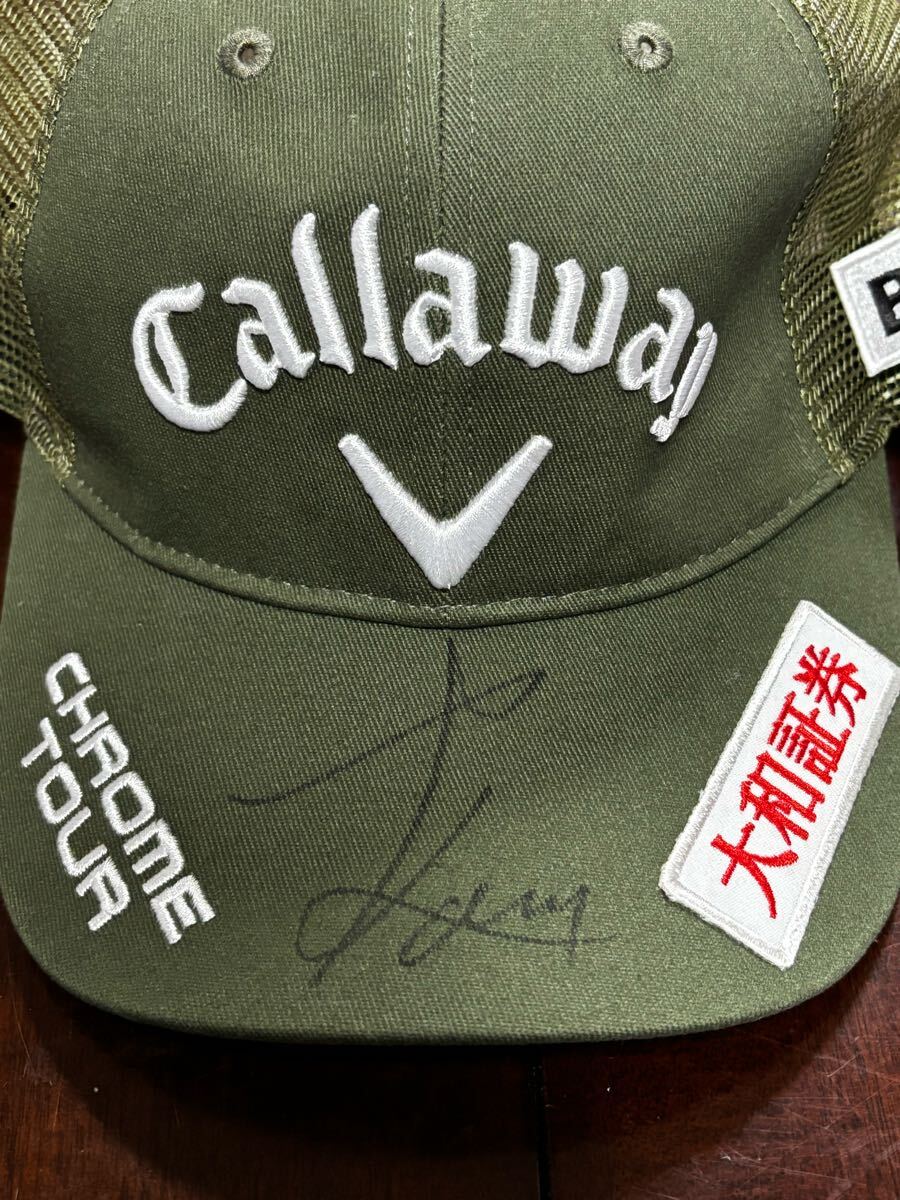 Callaway
CHROME
TOUR
大和証券